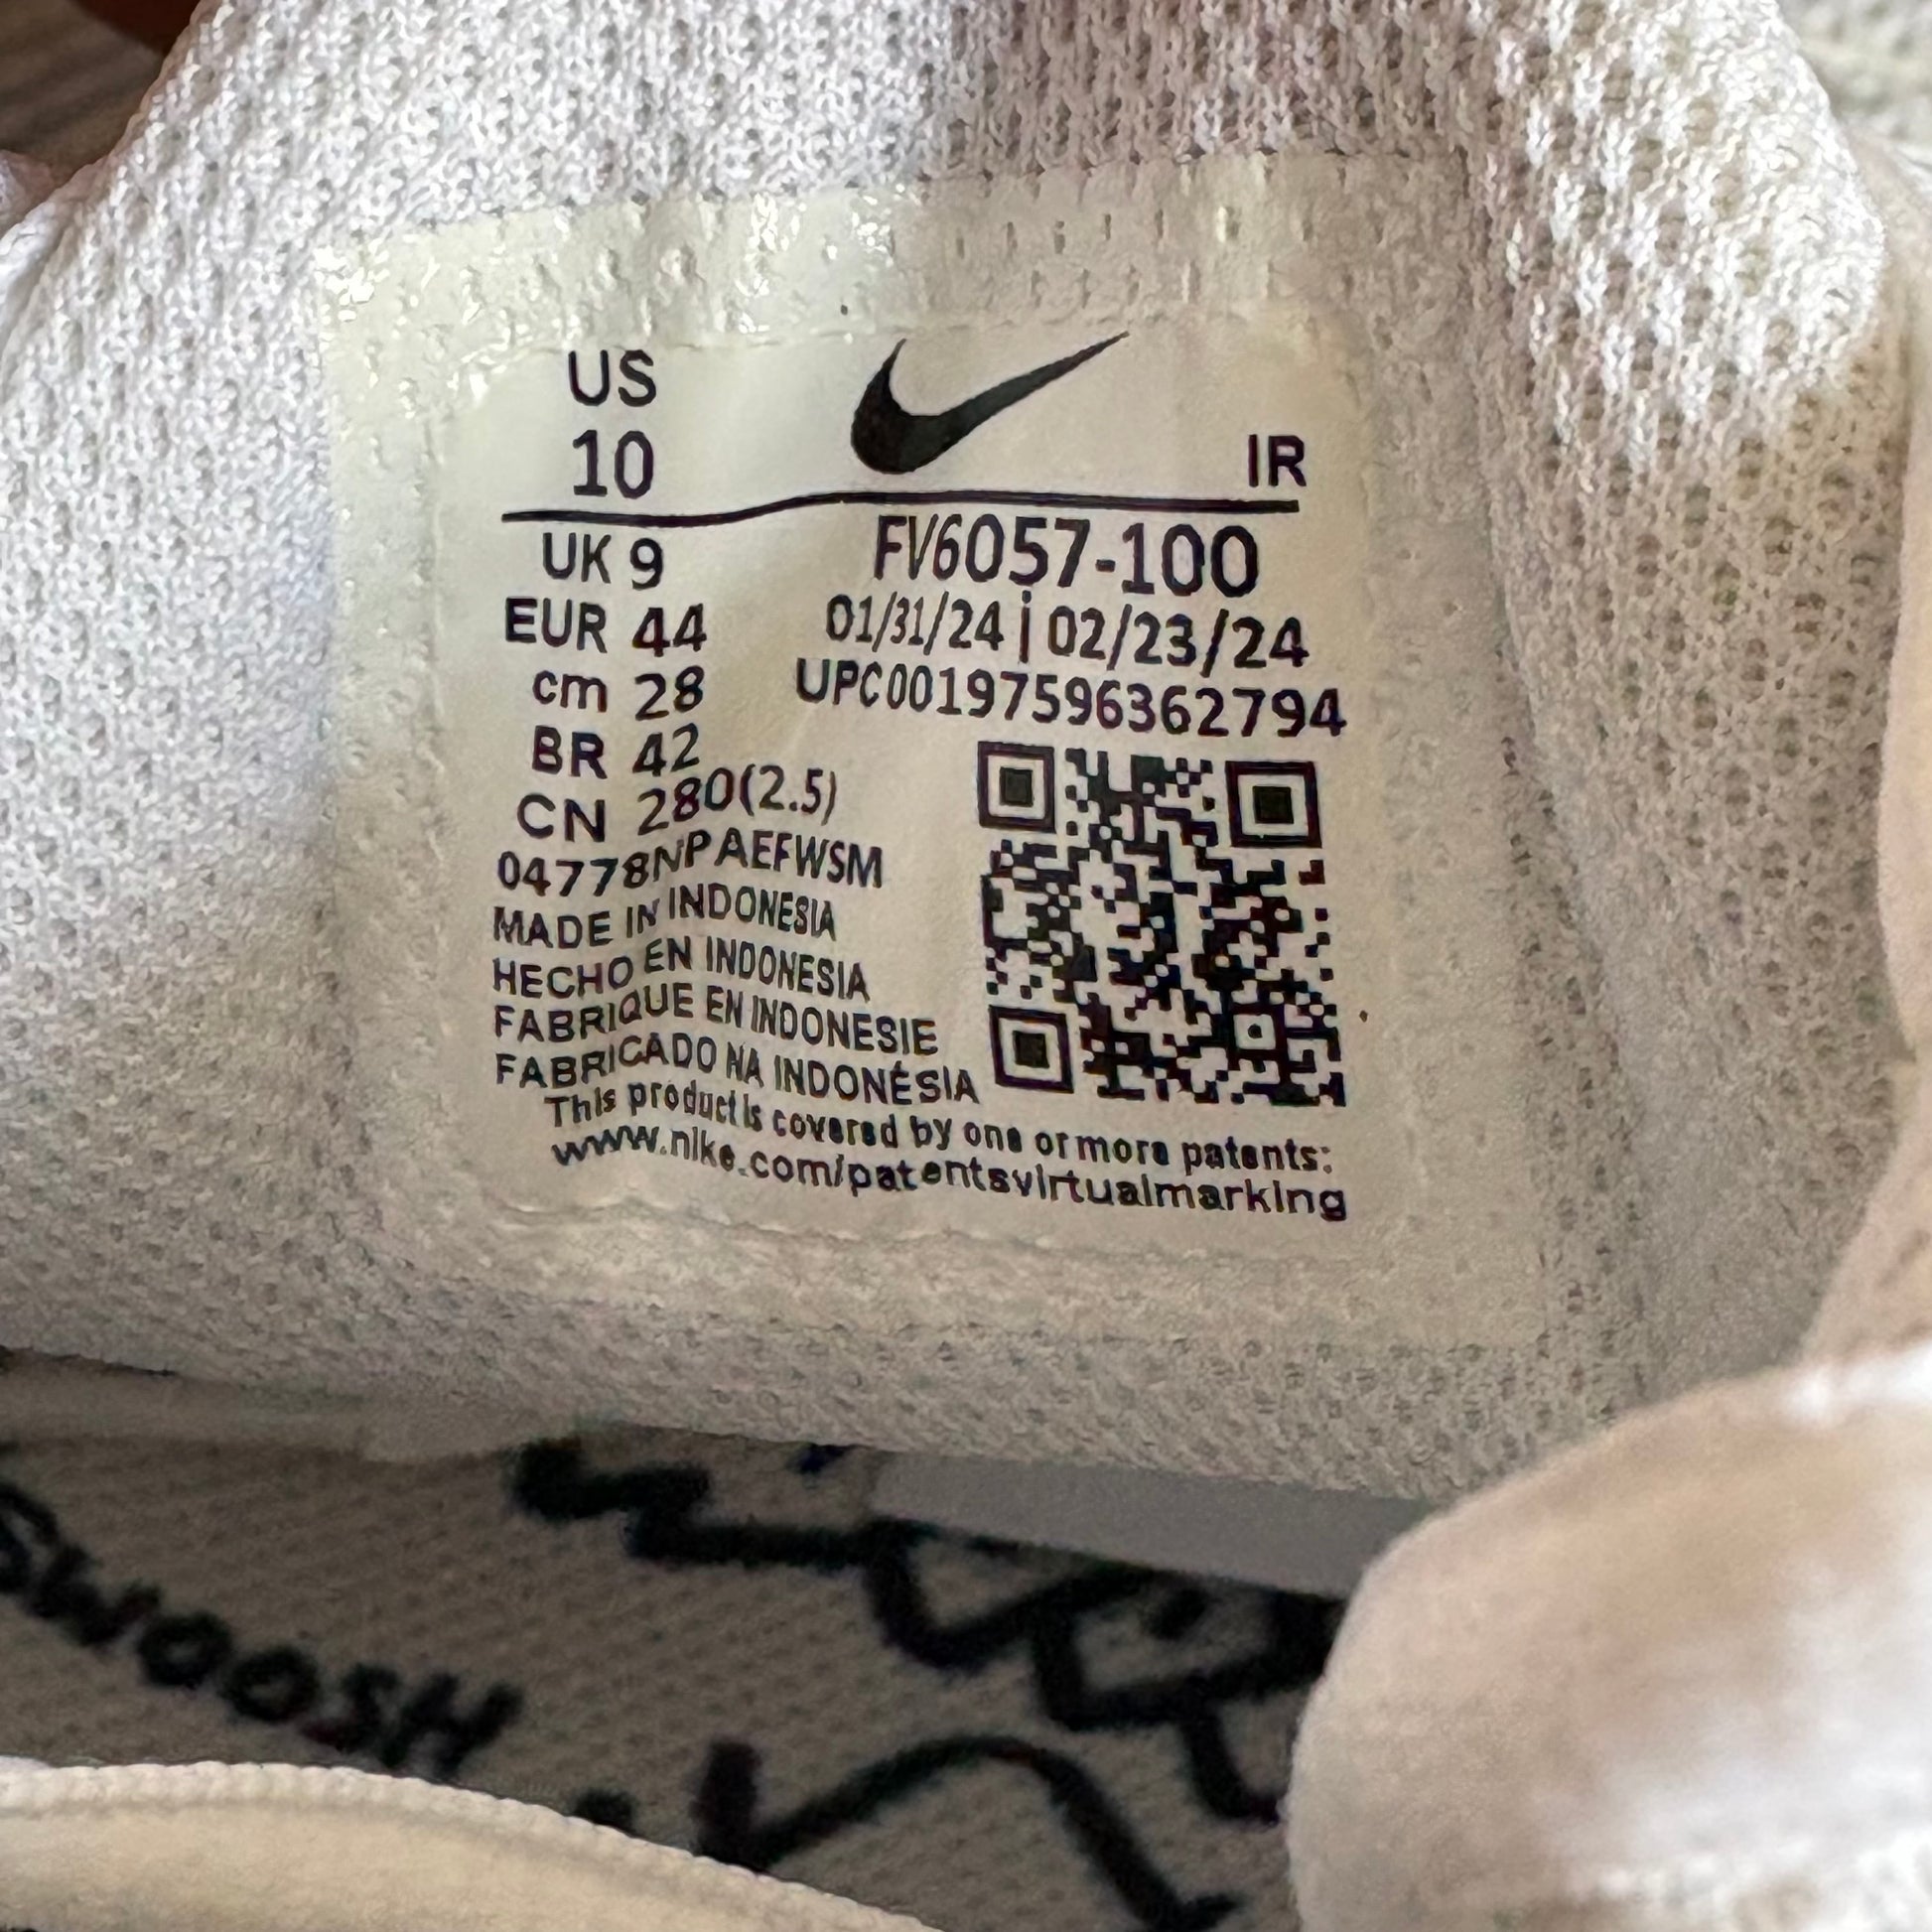 US
10
IR
UK 9
EUR 44
cm 28
BR 42
CN 280(2.5)
FV6057-100
01/31/24 | 02/23/24
UPC00197596362794
04778NPAEFWSM
MADE IN INDONESIA
HECHO EN INDONESIA
FABRIQUE EN INDONESIE
FABRICADO NA INDONÉSIA
This product is covered by one or more patents:
www.nike.com/patentsvirtualmarking
SWOOSH